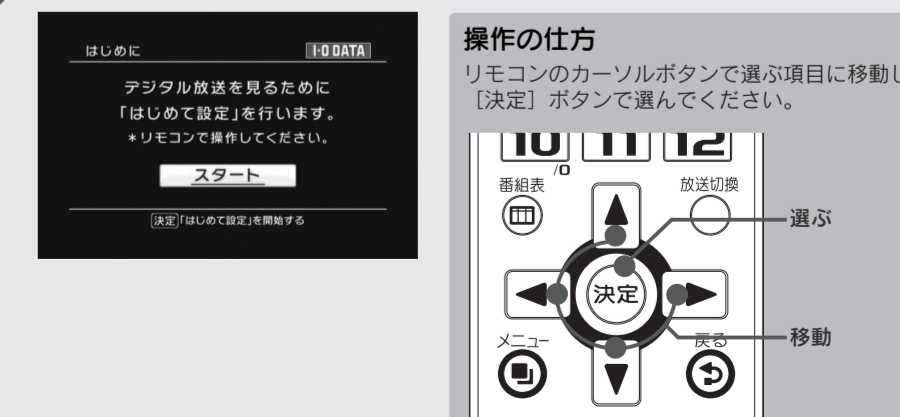 はじめに
I·O DATA
デジタル放送を見るために
「はじめて設定」を行います。
*リモコンで操作してください。
スタート
決定「はじめて設定」を開始する
操作の仕方
リモコンのカーソルボタンで選ぶ項目に移動し
［決定］ボタンで選んでください。
10 11 12
/0
番組表
放送切換
選ぶ
決定
メニュー
戻る
移動